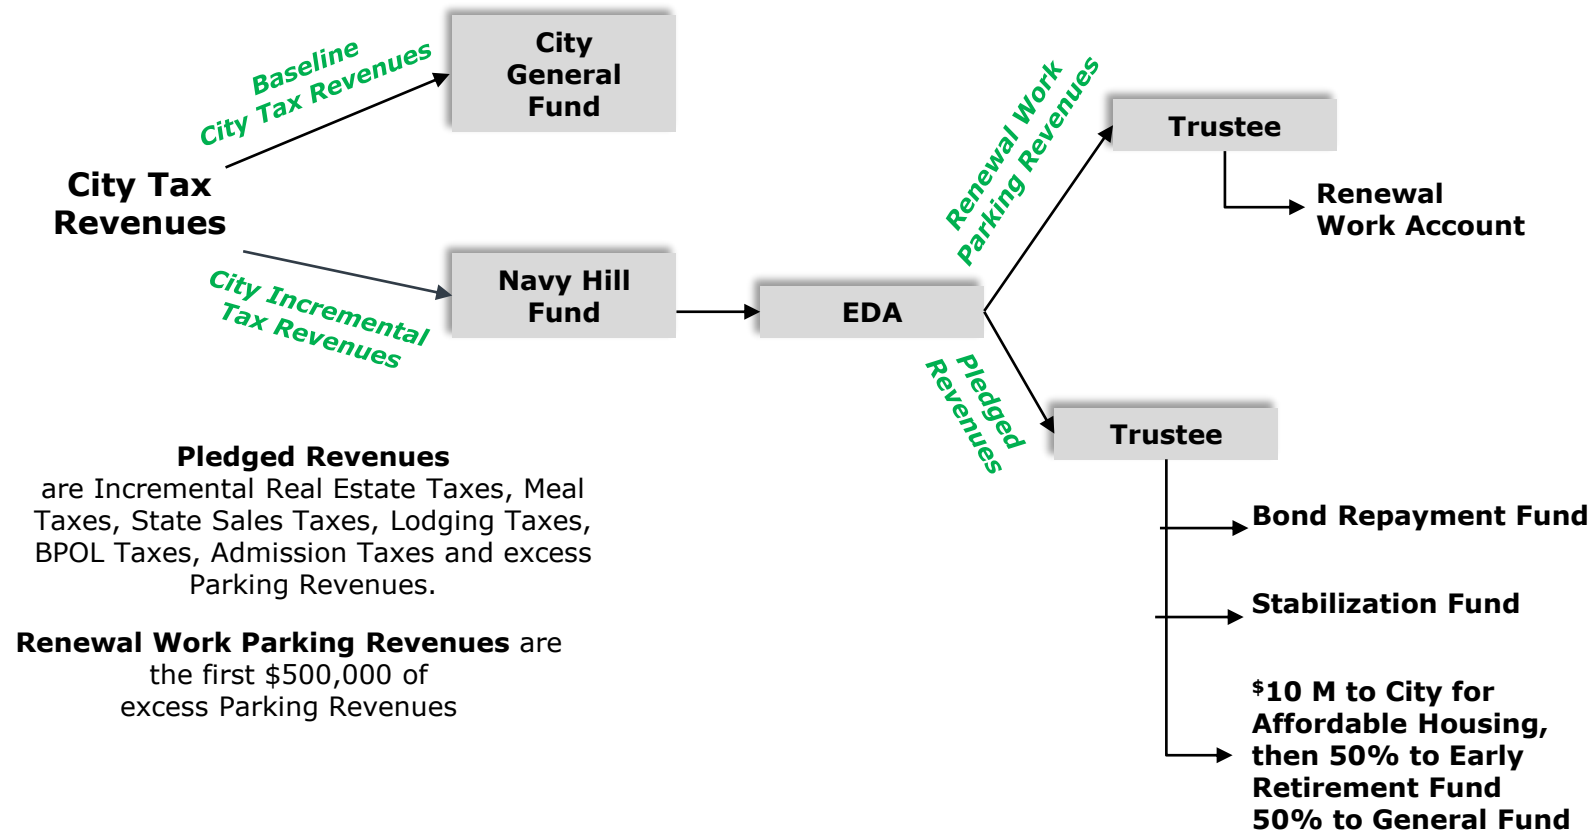 Baseline
City Tax Revenues
City
General
Fund
City Tax
Revenues
City Incremental
Tax Revenues
Navy Hill
Fund
EDA
Renewal Work
Parking Revenues
Trustee
Renewal
Work Account
Pledged
Revenues
Trustee
Bond Repayment Fund
Stabilization Fund
$10 M to City for
Affordable Housing,
then 50% to Early
Retirement Fund
50% to General Fund
Pledged Revenues
are Incremental Real Estate Taxes, Meal
Taxes, State Sales Taxes, Lodging Taxes,
BPOL Taxes, Admission Taxes and excess
Parking Revenues.
Renewal Work Parking Revenues are
the first $500,000 of
excess Parking Revenues